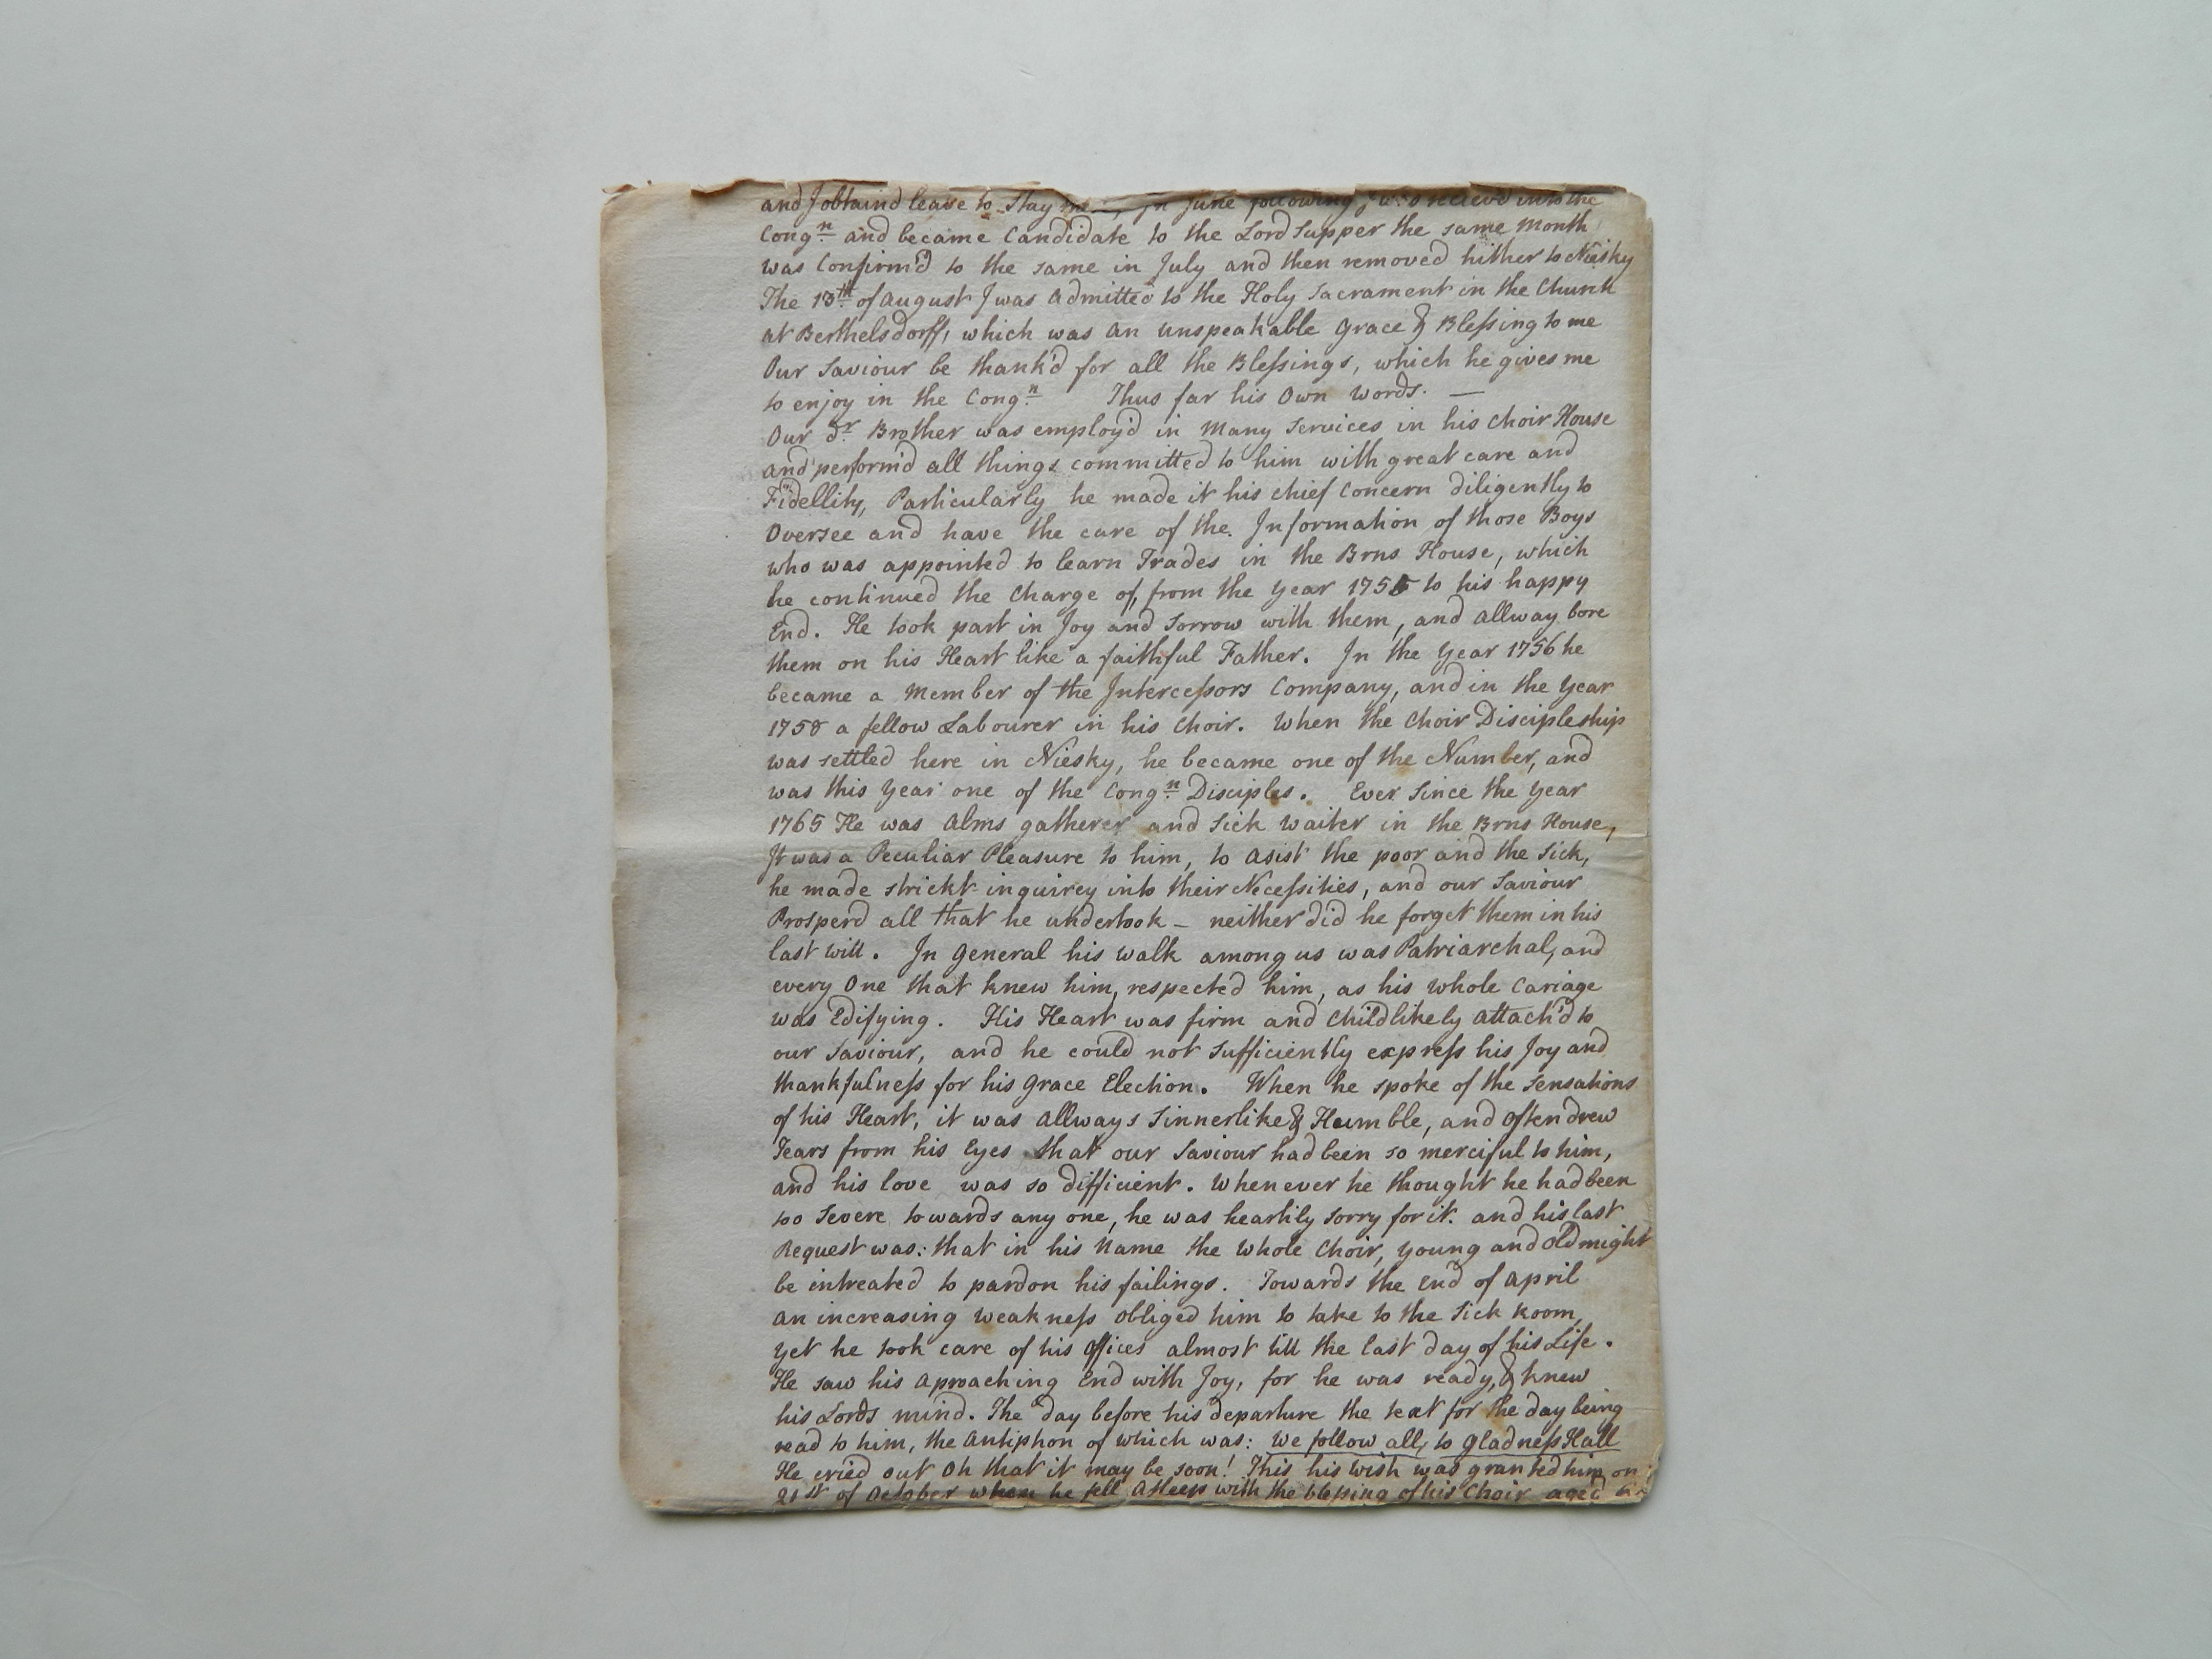 and I obtaind leave to Stay In June following I was recieve into the
Cong.n and became Candidate to the Lord Supper the same Month
was Confirm'd to the same in July and then removed hither to Niesky
The 13th of August I was admitted to the Holy Sacrament in the Church
at Berthelsdorff, which was an unspeakable Grace & Blessing to me
Our Saviour be thank'd for all the Blessings, which he gives me
to enjoy in the Cong.n Thus far his Own Words. —
Our dr. Brother was employ'd in Many Services in his Choir House
and perform'd all things committed to him with great care and
Fidellity, Particularly he made it his chief Concern diligently to
Oversee and have the care of the Information of those Boys
who was appointed to learn Trades in the Brns House, which
he continued the Charge of, from the Year 1755 to his happy
End. He took part in Joy and Sorrow with them, and allway bore
them on his Heart like a faithful Father. In the Year 1756 he
became a Member of the Intercessors Company, and in the Year
1758 a fellow Labourer in his Choir. When the Choir Discipleship
was settled here in Niesky, he became one of the Number, and
was this Year one of the Cong.n Disciples. Ever Since the Year
1765 He was Alms gatherer and Sick Waiter in the Brns House,
It was a Peculiar Pleasure to him, to Asist the poor and the Sick,
he made strickt inquirey into their Necessities, and our Saviour
Prosperd all that he undertook – neither did he forget them in his
last will. In General his Walk among us was Patriarchal, and
every One that knew him, respected him, as his whole Cariage
was Edifying. His Heart was firm and Childlikely attach'd to
our Saviour, and he could not Sufficiently express his Joy and
thankfulness for his Grace Election. When he spoke of the Sensations
of his Heart, it was allways Sinnerlike & Humble, and Often drew
Tears from his Eyes that our Saviour had been so merciful to him,
and his love was so difficient. Whenever he thought he had been
too Severe towards any one, he was heartily Sorry for it. and his last
Request was: that in his Name the Whole Choir, Young and Old might
be intreated to pardon his failings. Towards the End of April
an increasing Weakness Obliged him to take to the Sick Room,
yet he took care of his Offices almost till the last day of his Life.
He saw his Aproaching End with Joy, for he was ready, & knew
his Lords mind. The day before his departure the text for the day being
read to him, the Antiphon of which was: We follow all, to Gladness Hall
He cried out Oh that it may be soon! This his Wish was granted him on
21st of October when he fell Asleep with the blessing of his Choir aged